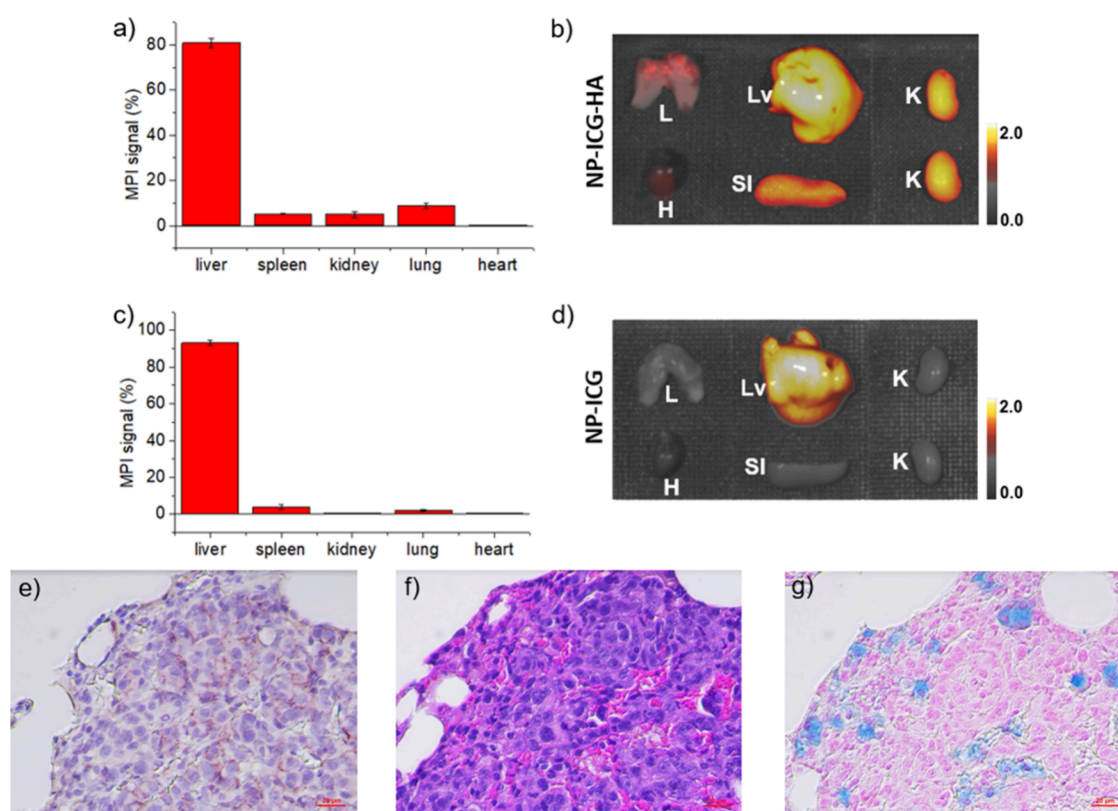 a)
MPI signal (%)
80
60
40
20
0
liver spleen kidney lung heart
b)
NP-ICG-HA
L
Lv
K
H
SI
K
2.0
0.0
c)
MPI signal (%)
100
80
60
40
20
0
liver spleen kidney lung heart
d)
NP-ICG
L
Lv
K
H
SI
K
2.0
0.0
e)
20 µm
f)
g)